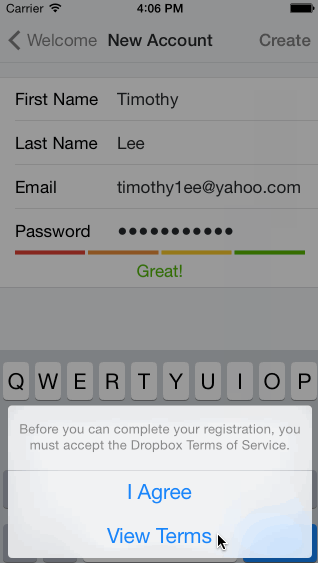 Carrier 4:06 PM
Welcome New Account Create
First Name Timothy
Last Name Lee
Email timothy1ee@yahoo.com
Password •••••••••••
Great!
Q W E R T Y U I O P
Before you can complete your registration, you
must accept the Dropbox Terms of Service.
I Agree
View Terms